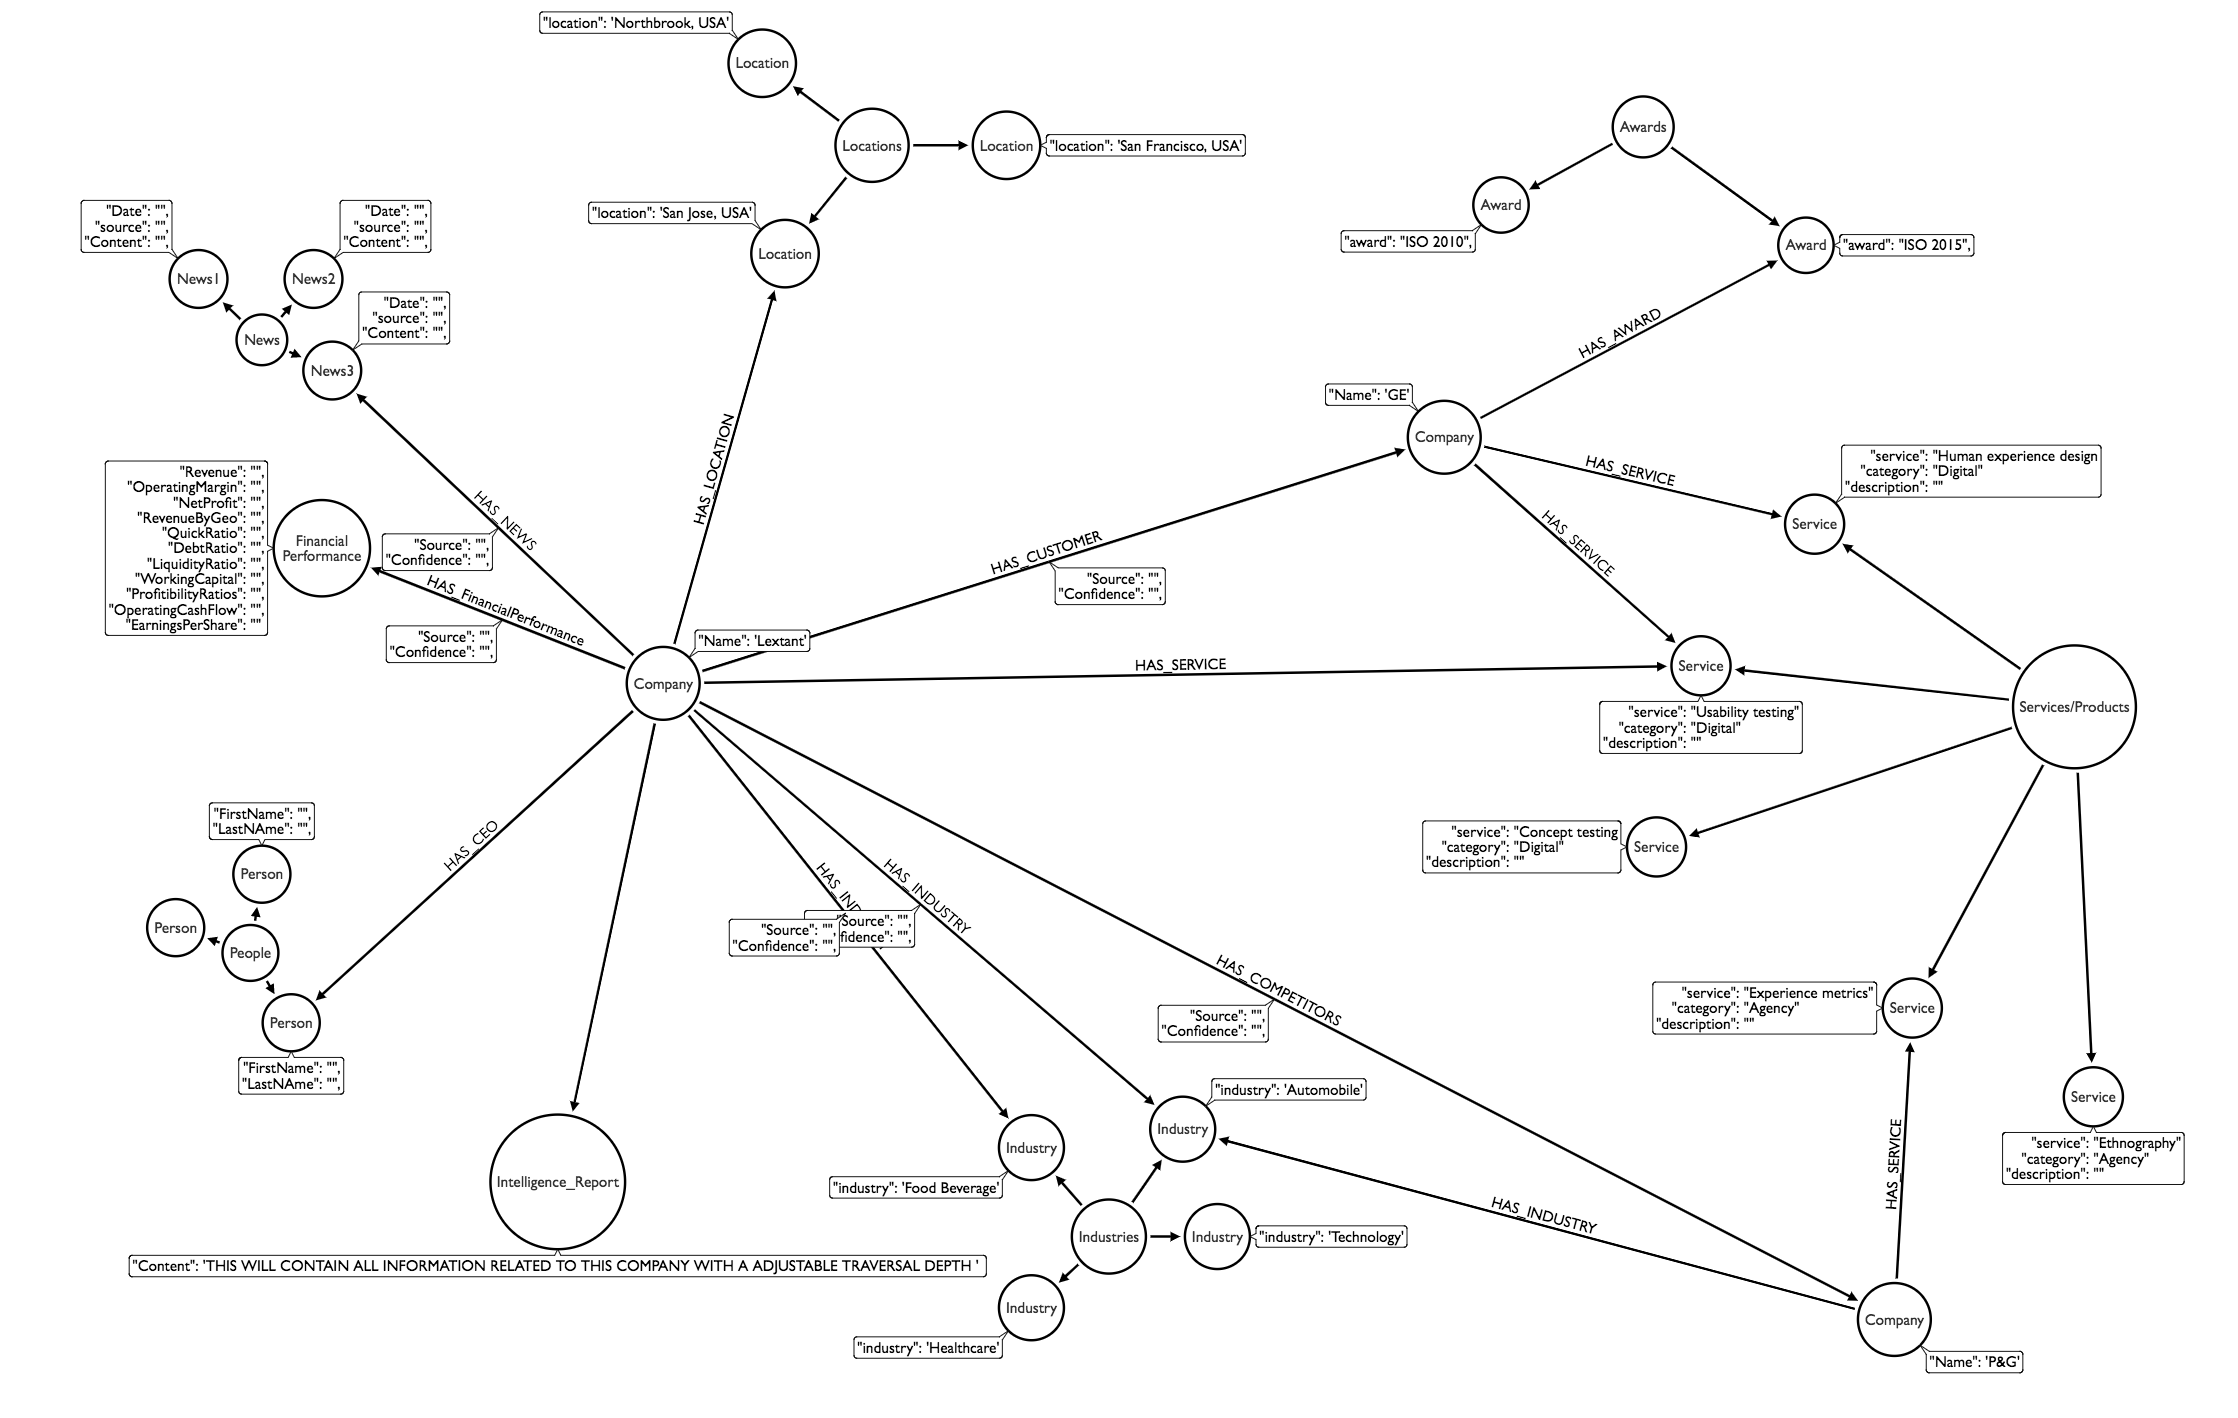 "location": 'Northbrook, USA'
Location
Locations
Location
"location": 'San Francisco, USA'
"location": 'San Jose, USA'
Location
Awards
Award
"award": "ISO 2010",
Award
"award": "ISO 2015",
"Date": "",
"source": "",
"Content": "",
"Date": "",
"source": "",
"Content": "",
News1
News2
News
"Date": "",
"source": "",
"Content": "",
News3
HAS_NEWS
"Source": "",
"Confidence": "",
HAS_LOCATION
HAS_AWARD
"Name": 'GE'
Company
HAS_SERVICE
"service": "Human experience design
"category": "Digital"
"description": ""
Service
HAS_SERVICE
"Revenue": "",
"OperatingMargin": "",
"NetProfit": "",
"RevenueByGeo": "",
"QuickRatio": "",
"DebtRatio": "",
"LiquidityRatio": "",
"WorkingCapital": "",
"ProfitibilityRatios": "",
"OperatingCashFlow": "",
"EarningsPerShare": ""
Financial
Performance
HAS_FinancialPerformance
"Source": "",
"Confidence": "",
HAS_CUSTOMER
"Source": "",
"Confidence": "",
"Name": 'Lextant'
Company
HAS_SERVICE
Service
"service": "Usability testing"
"category": "Digital"
"description": ""
Services/Products
"service": "Concept testing
"category": "Digital"
"description": ""
Service
HAS_CEO
"FirstName": "",
"LastNAme": "",
Person
Person
People
Person
"FirstName": "",
"LastNAme": "",
HAS_IND
"Source": "",
"Confidence": "",
HAS_INDUSTRY
"Source": "",
fidence": "",
HAS_COMPETITORS
"Source": "",
"Confidence": "",
"service": "Experience metrics"
"category": "Agency"
"description": ""
Service
Service
"service": "Ethnography"
"category": "Agency"
"description": ""
HAS_SERVICE
"industry": 'Automobile'
Industry
Industry
"industry": 'Food Beverage'
Industries
Industry
"industry": 'Technology'
HAS_INDUSTRY
Industry
"industry": 'Healthcare'
Intelligence_Report
"Content": 'THIS WILL CONTAIN ALL INFORMATION RELATED TO THIS COMPANY WITH A ADJUSTABLE TRAVERSAL DEPTH '
Company
"Name": 'P&G'